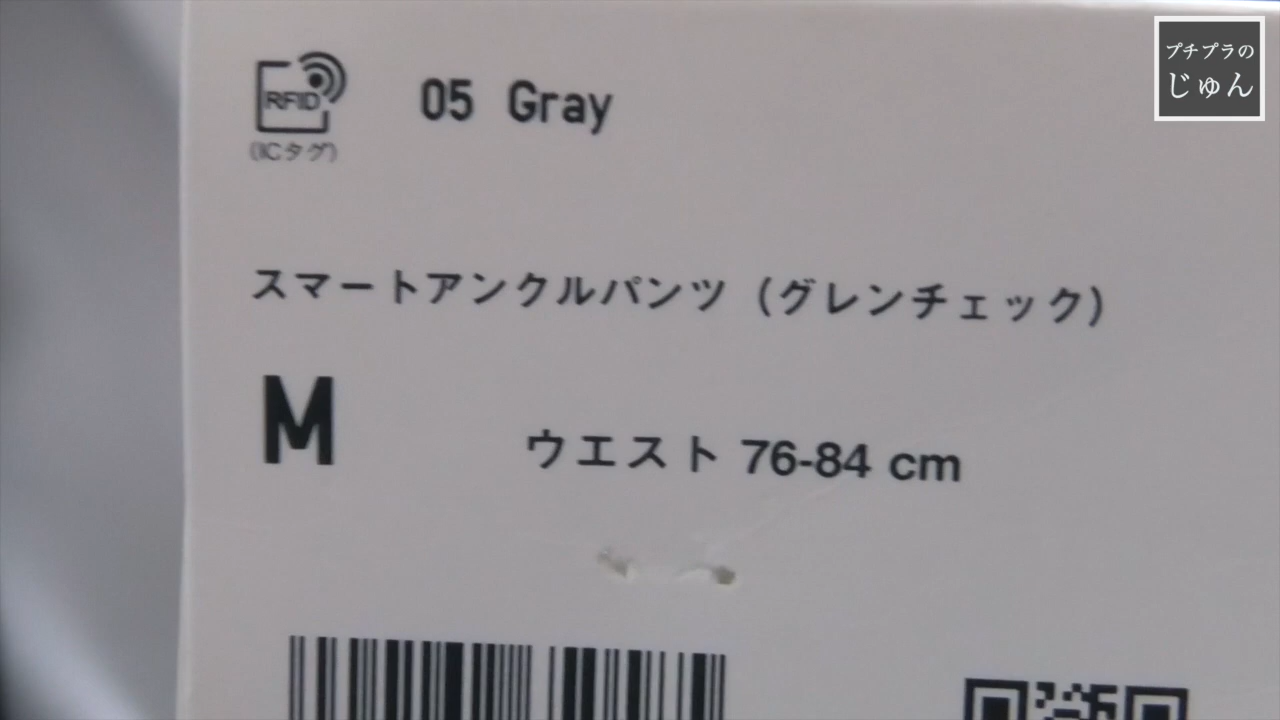 プチプラの
じゅん
RFID
(ICタグ)
05 Gray
スマートアンクルパンツ (グレンチェック)
M
ウエスト 76-84 cm